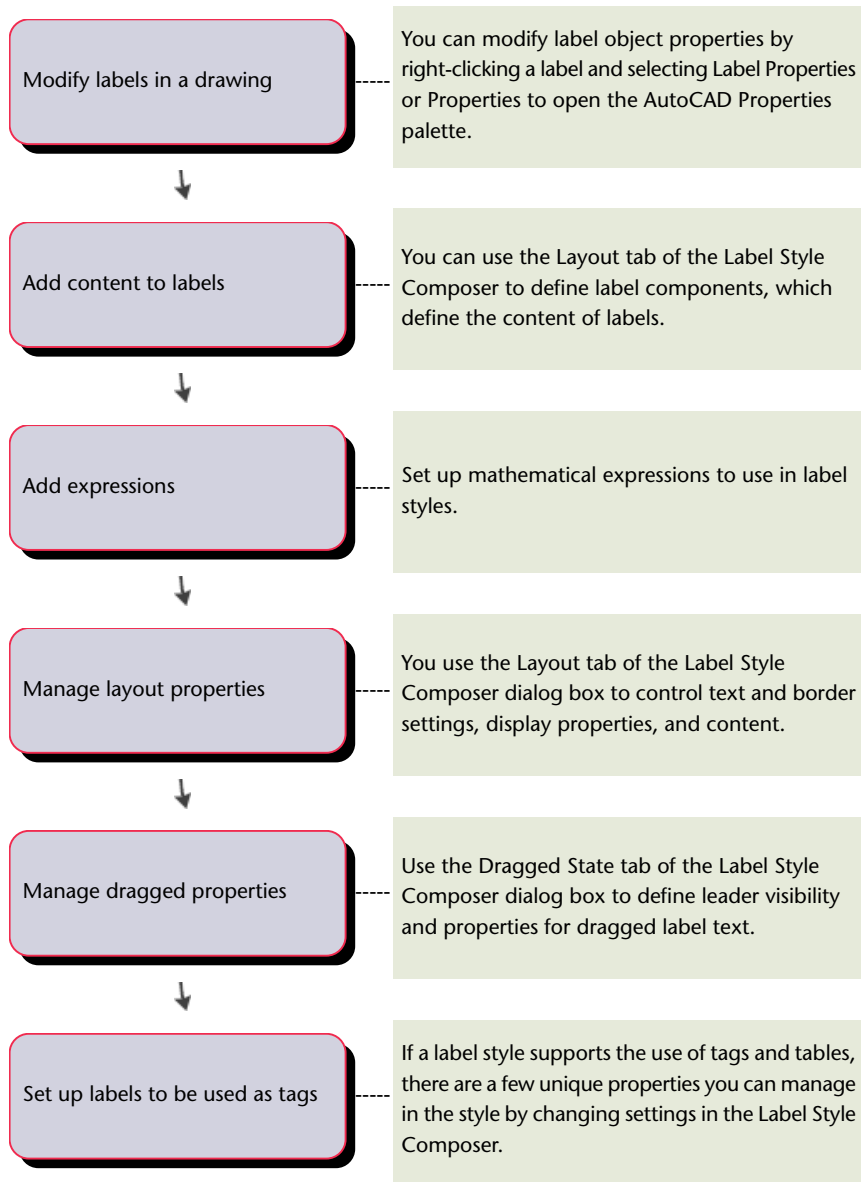 Modify labels in a drawing
You can modify label object properties by
right-clicking a label and selecting Label Properties
or Properties to open the AutoCAD Properties
palette.
Add content to labels
You can use the Layout tab of the Label Style
Composer to define label components, which
define the content of labels.
Add expressions
Set up mathematical expressions to use in label
styles.
Manage layout properties
You use the Layout tab of the Label Style
Composer dialog box to control text and border
settings, display properties, and content.
Manage dragged properties
Use the Dragged State tab of the Label Style
Composer dialog box to define leader visibility
and properties for dragged label text.
Set up labels to be used as tags
If a label style supports the use of tags and tables,
there are a few unique properties you can manage
in the style by changing settings in the Label Style
Composer.